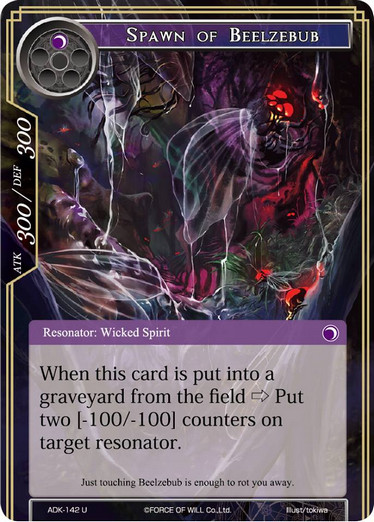 Spawn of Beelzebub
ATK 300 / DEF 300
Resonator: Wicked Spirit
When this card is put into a
graveyard from the field ⇨ Put
two [-100/-100] counters on
target resonator.
Just touching Beelzebub is enough to rot you away.
ADK-142 U ©FORCE OF WILL Co.,Ltd. Illust/tokiwa